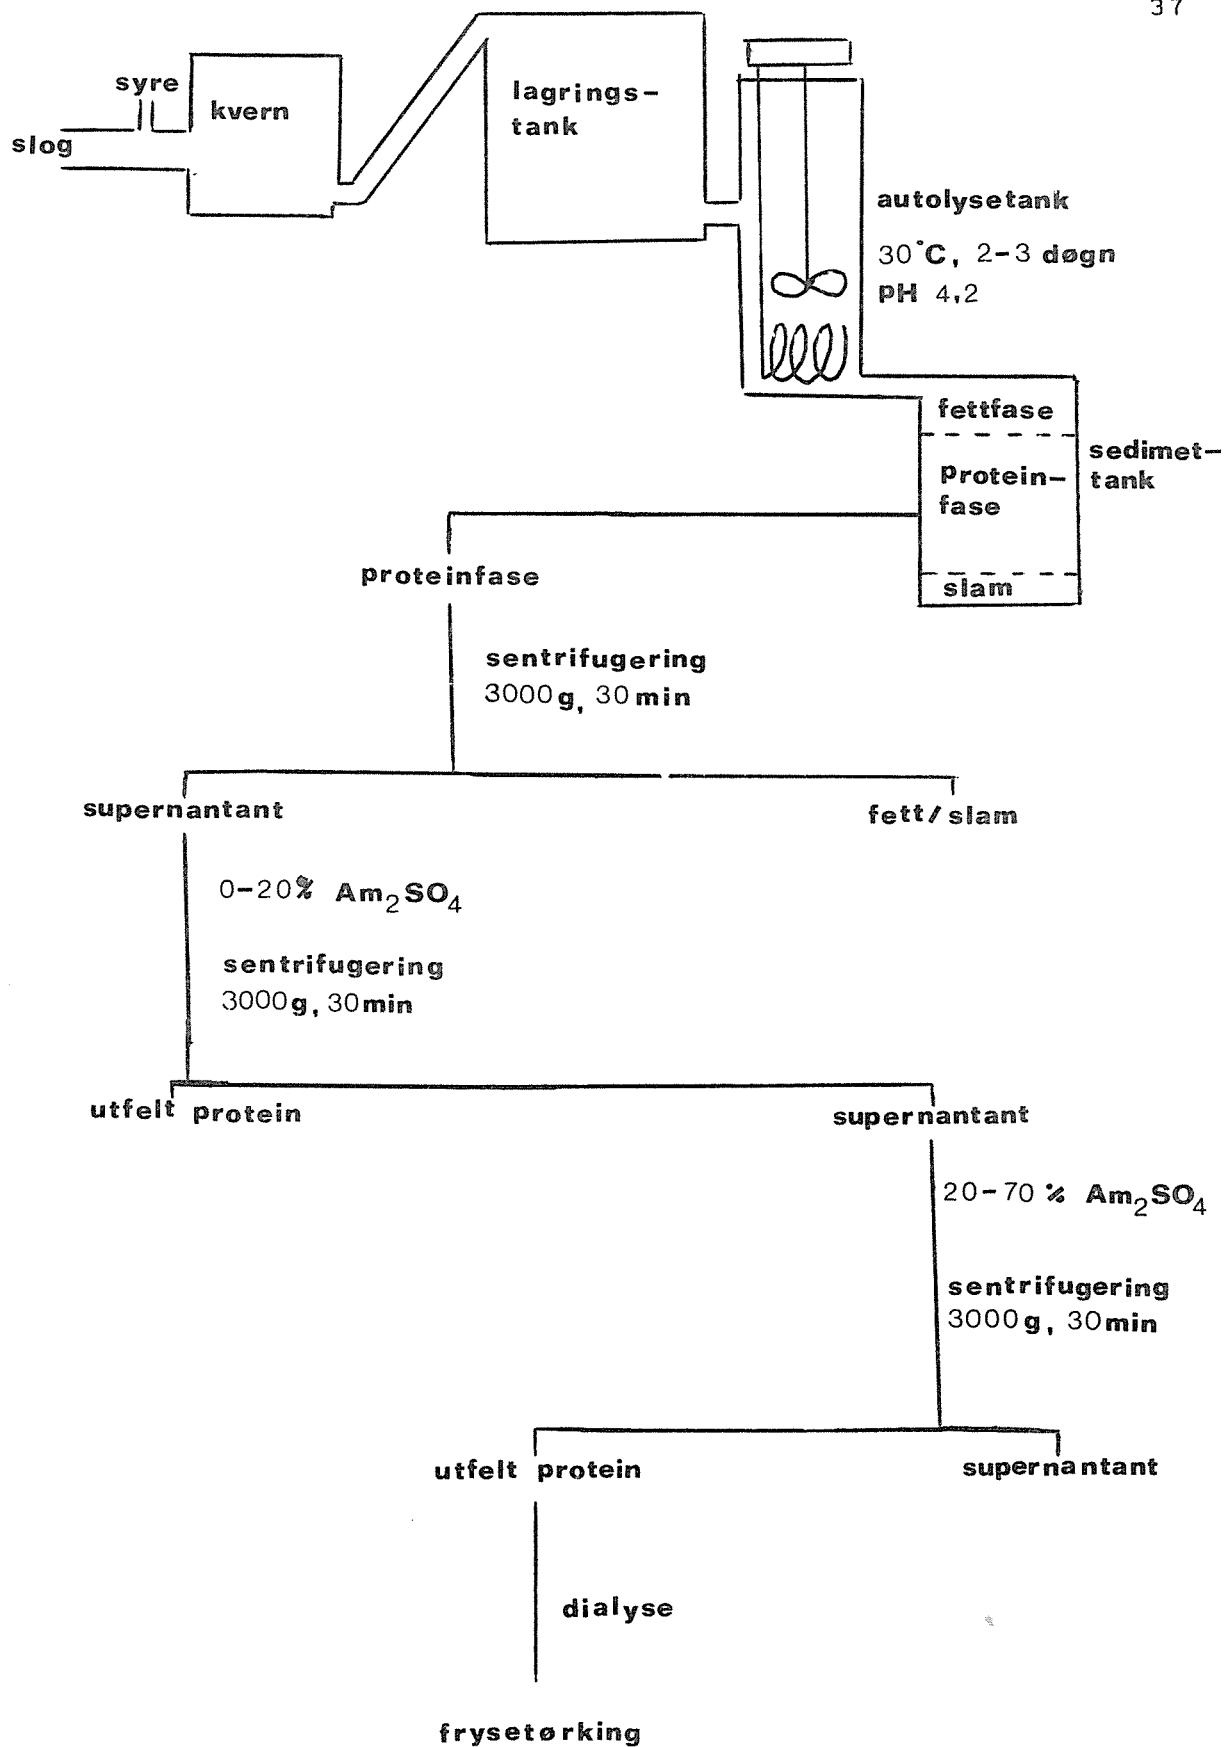 37
syre
kvern
slog
lagrings-
tank
autolysetank
30°C, 2-3 døgn
pH 4,2
fettfase
sedimet-
tank
Protein-
fase
slam
proteinfase
sentrifugering
3000g, 30 min
supernantant
fett/slam
0-20% Am₂SO₄
sentrifugering
3000g, 30min
utfelt protein
supernantant
20-70 % Am₂SO₄
sentrifugering
3000g, 30min
utfelt protein
supernantant
dialyse
frysetørking